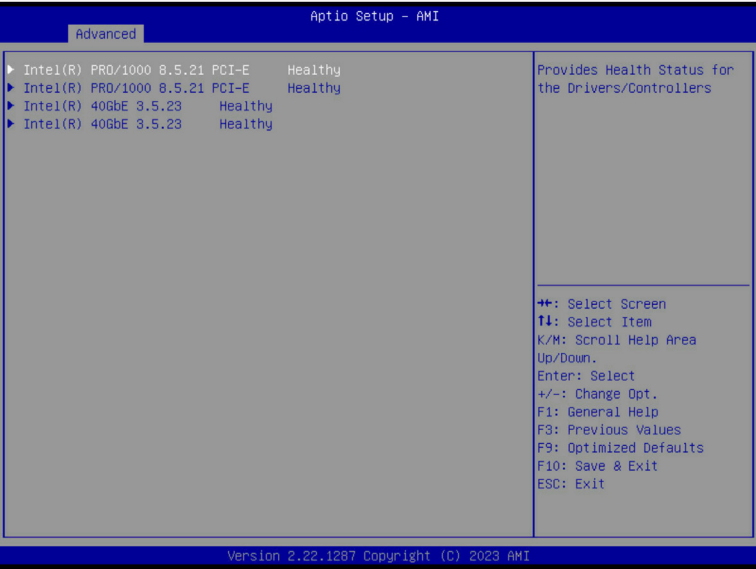 Aptio Setup - AMI
Advanced
Intel(R) PRO/1000 8.5.21 PCI-E Healthy
Intel(R) PRO/1000 8.5.21 PCI-E Healthy
Intel(R) 40GbE 3.5.23 Healthy
Intel(R) 40GbE 3.5.23 Healthy
Provides Health Status for
the Drivers/Controllers
→←: Select Screen
↑↓: Select Item
K/M: Scroll Help Area
Up/Down.
Enter: Select
+/-: Change Opt.
F1: General Help
F3: Previous Values
F9: Optimized Defaults
F10: Save & Exit
ESC: Exit
Version 2.22.1287 Copyright (C) 2023 AMI